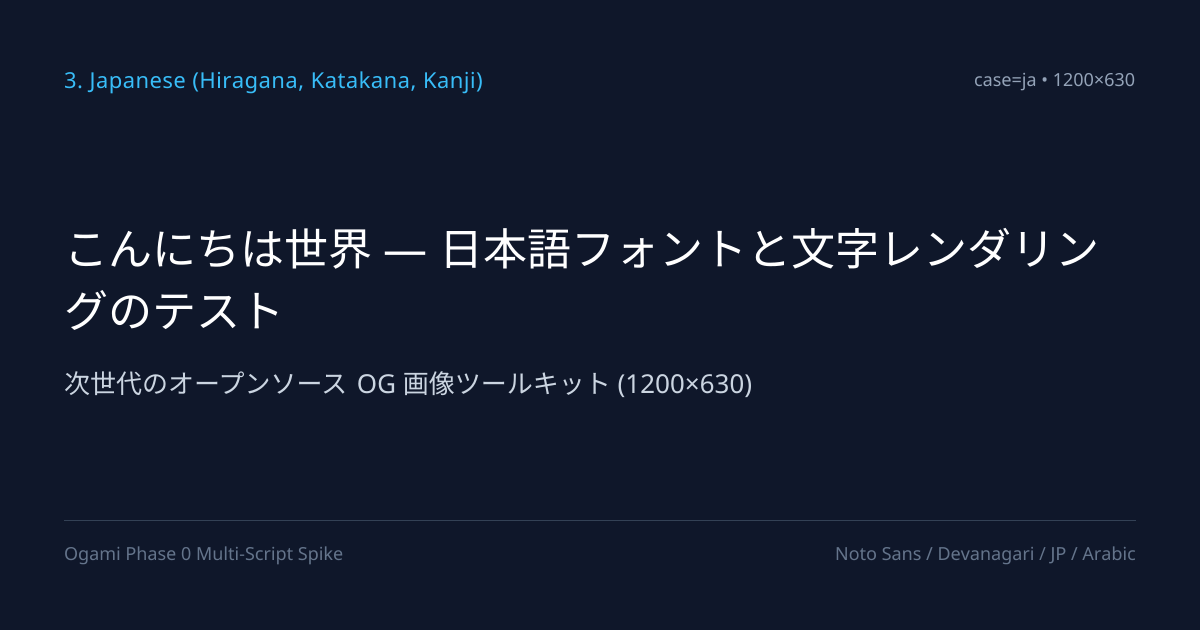 3. Japanese (Hiragana, Katakana, Kanji)
case=ja • 1200×630
こんにちは世界 — 日本語フォントと文字レンダリン
グのテスト
次世代のオープンソース OG 画像ツールキット (1200×630)
Ogami Phase 0 Multi-Script Spike
Noto Sans / Devanagari / JP / Arabic